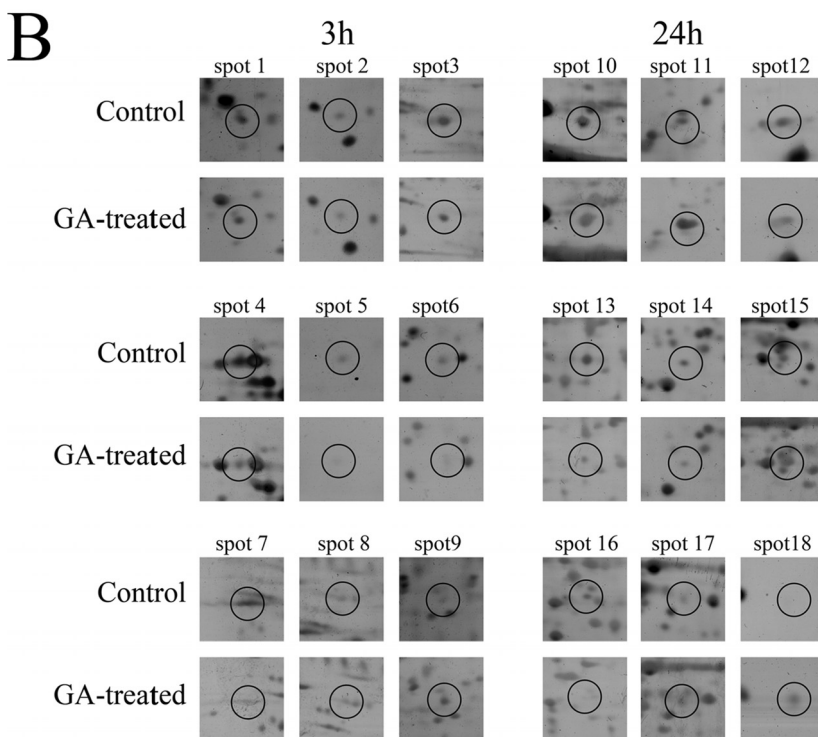 B
3h 24h
spot 1 spot 2 spot3 spot 10 spot 11 spot12
Control
GA-treated
spot 4 spot 5 spot6 spot 13 spot 14 spot15
Control
GA-treated
spot 7 spot 8 spot9 spot 16 spot 17 spot18
Control
GA-treated